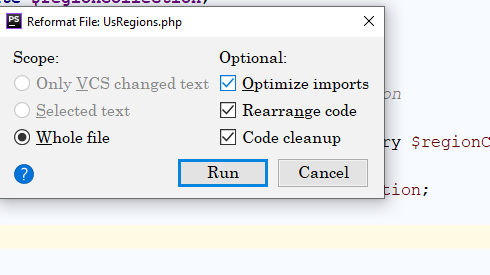 $regionCollection;
PS Reformat File: UsRegions.php
Scope:
Optional:
Only VCS changed text
Optimize imports
Selected text
Rearrange code
Whole file
Code cleanup
?
Run
Cancel
on
ry $regionC
tion;